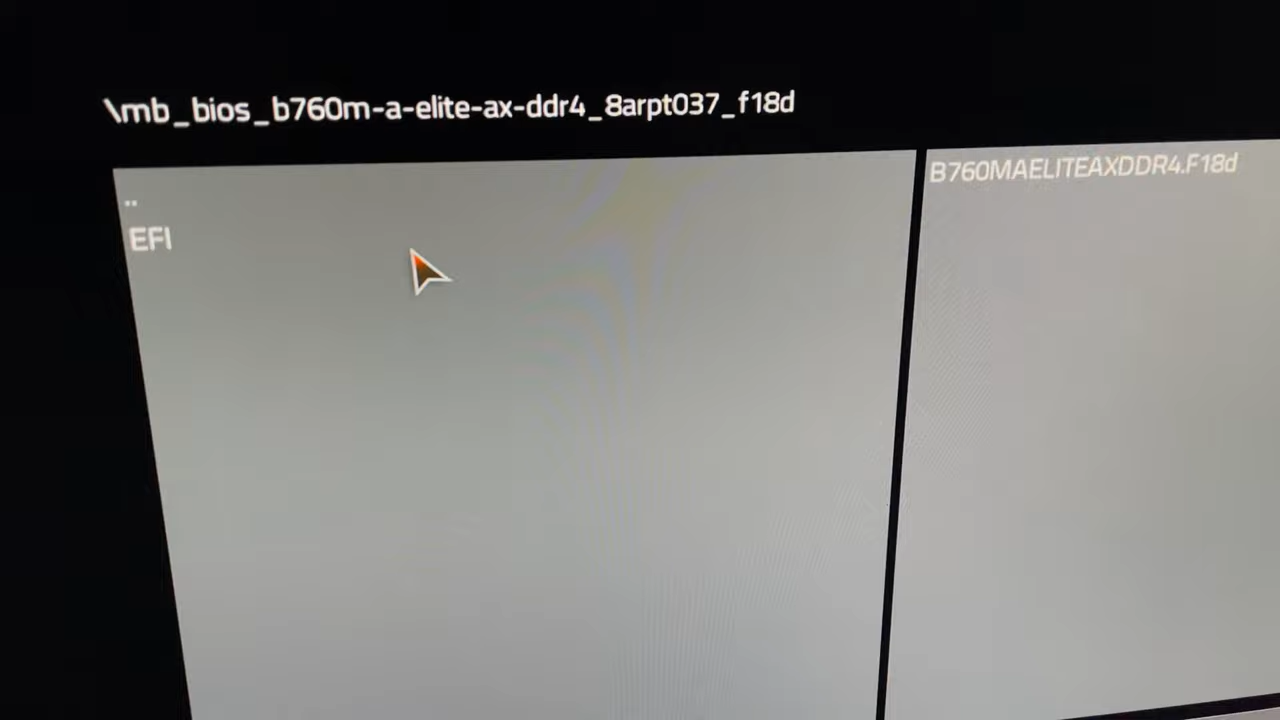 \mb_bios_b760m-a-elite-ax-ddr4_8arpt037_f18d
..
EFI
B760MAELITEAXDDR4.F18d